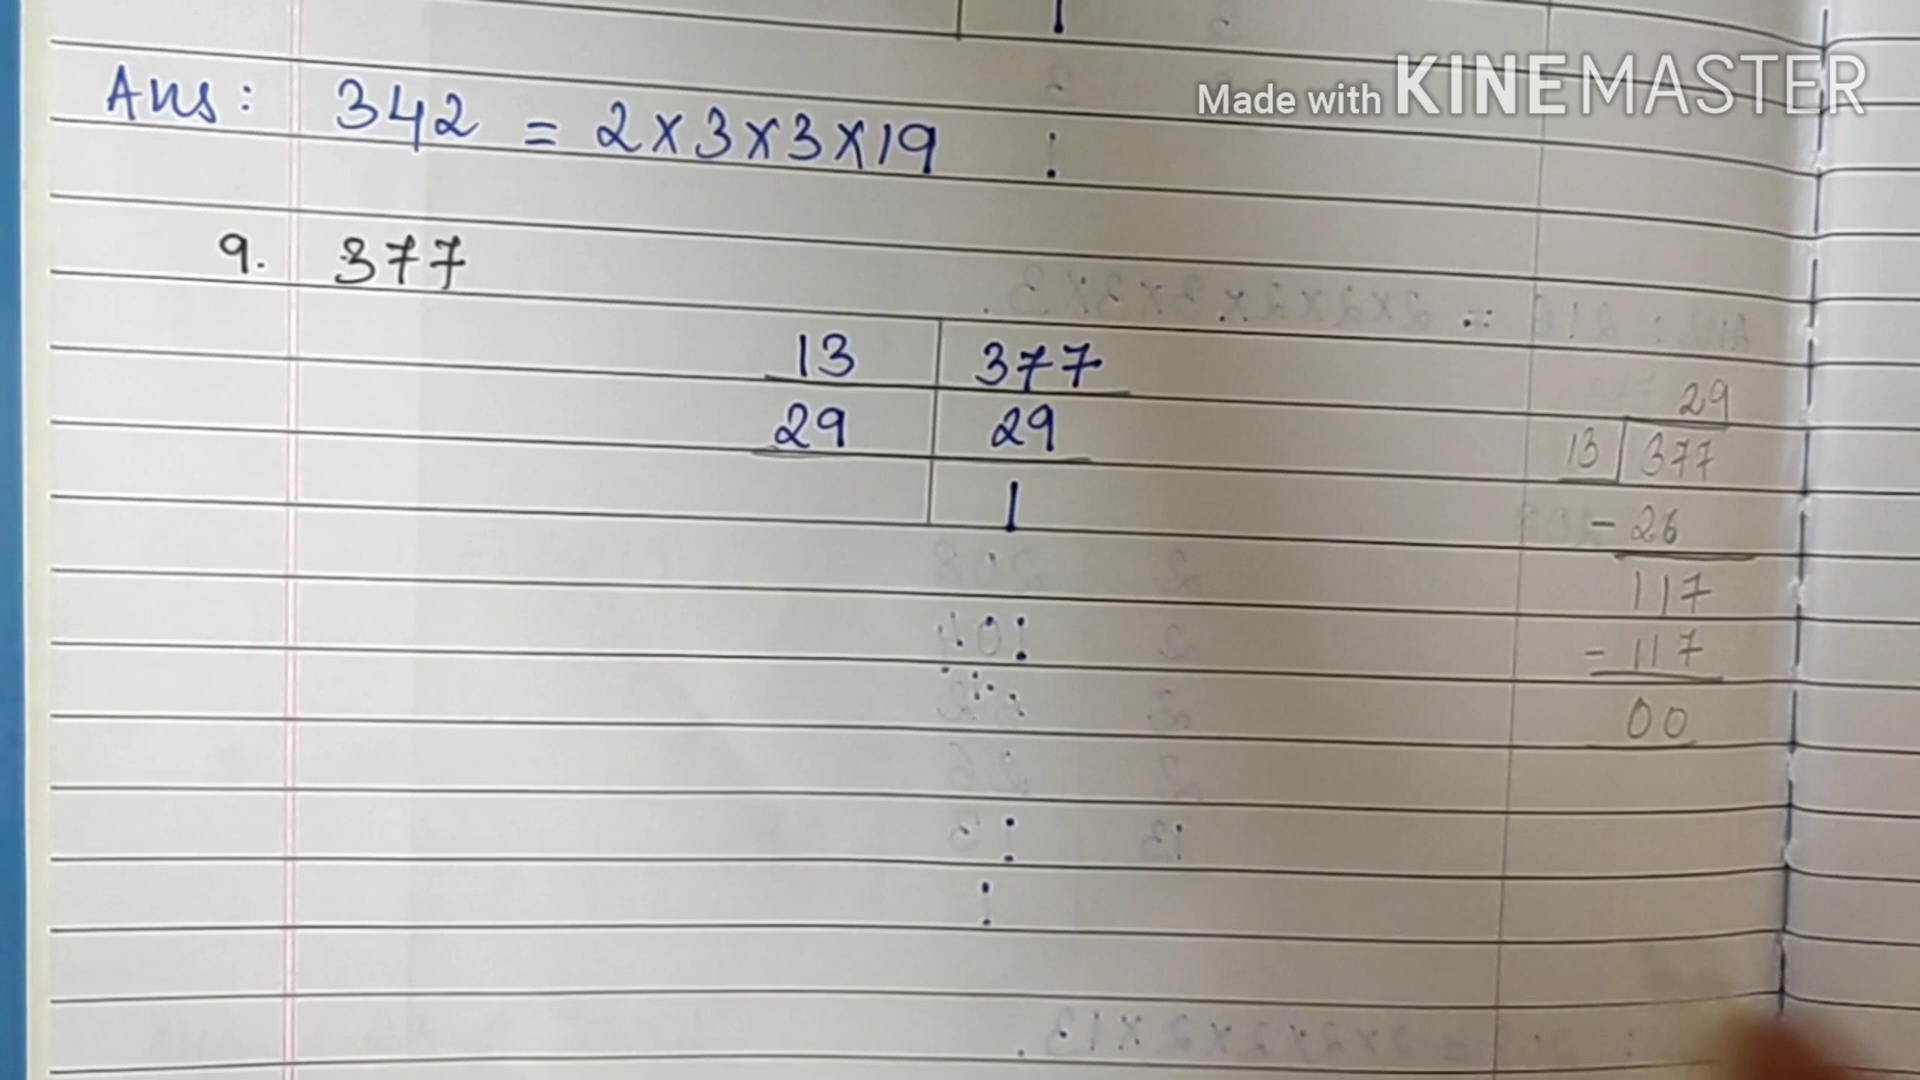 Made with KINEMASTER
Ans: 342 = 2×3×3×19
9. 377
13 | 377
29 | 29
1
29
13 | 377
- 26
117
- 117
00